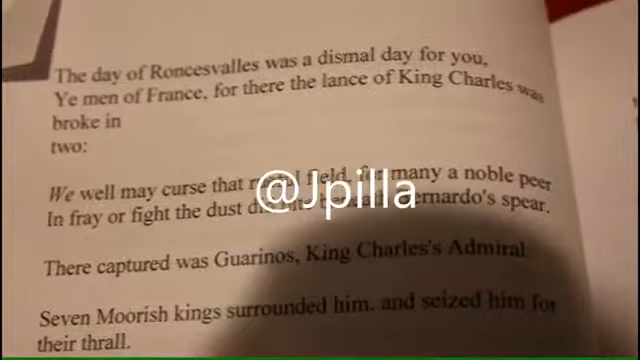 The day of Roncesvalles was a dismal day for you,
Ye men of France, for there the lance of King Charles was
broke in
two:
We well may curse that field, for many a noble peer
In fray or fight the dust spear.
There captured was Guarinos, King Charles's Admiral
Seven Moorish kings surrounded him, and seized him for
their thrall.
@Jpilla